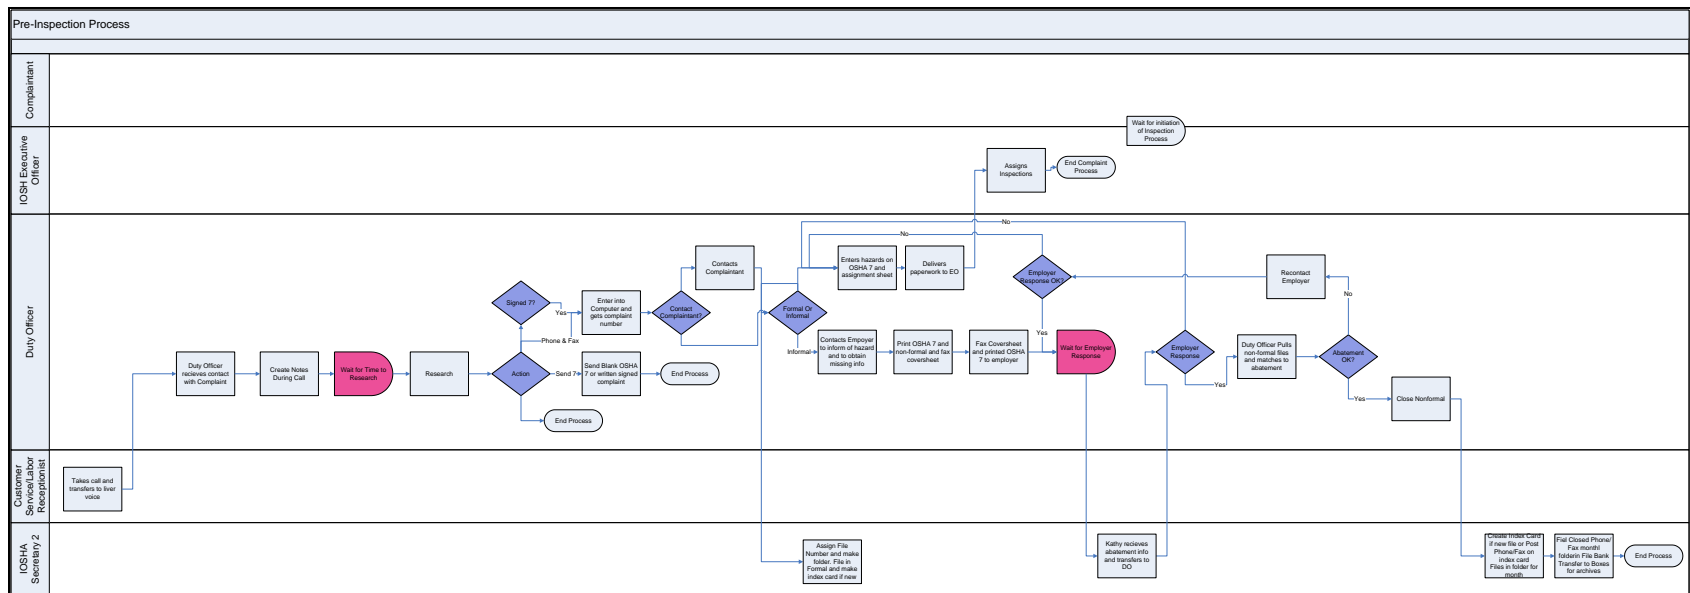 Pre-Inspection Process
Complaintant
Wait for initiation
of Inspection
Process
IOSH Executive
Officer
Assigns
Inspections
End Complaint
Process
Duty Officer
No
No
Contacts
Complaintant
Enters hazards on
OSHA 7 and
assignment sheet
Delivers
paperwork to EO
Employer
Response OK?
Recontact
Employer
Signed 7?
Yes
Enter into
Computer and
gets complaint
number
Contact
Complaintant?
Formal Or
Informal
No
Phone & Fax
Yes
Informal
Contacts Empoyer
to inform of hazard
and to obtain
missing info
Print OSHA 7 and
non-formal and fax
coversheet
Fax Coversheet
and printed OSHA
7 to employer
Wait for Employer
Response
Employer
Response
Yes
Duty Officer Pulls
non-formal files
and matches to
abatement
Abatement
OK?
Duty Officer
recieves contact
with Complaint
Create Notes
During Call
Wait for Time to
Research
Research
Action
Send 7
Send Blank OSHA
7 or written signed
complaint
End Process
Yes
Close Nonformal
End Process
Customer
Service/Labor
Receptionist
Takes call and
transfers to liver
voice
IOSHA
Secretary 2
Assign File
Number and make
folder. File in
Formal and make
index card if new
Kathy recieves
abatement info
and transfers to
DO
Create Index Card
if new file or Post
Phone/Fax on
index card
Files in folder for
month
Fiel Closed Phone/
Fax monthl
folderin File Bank
Transfer to Boxes
for archives
End Process